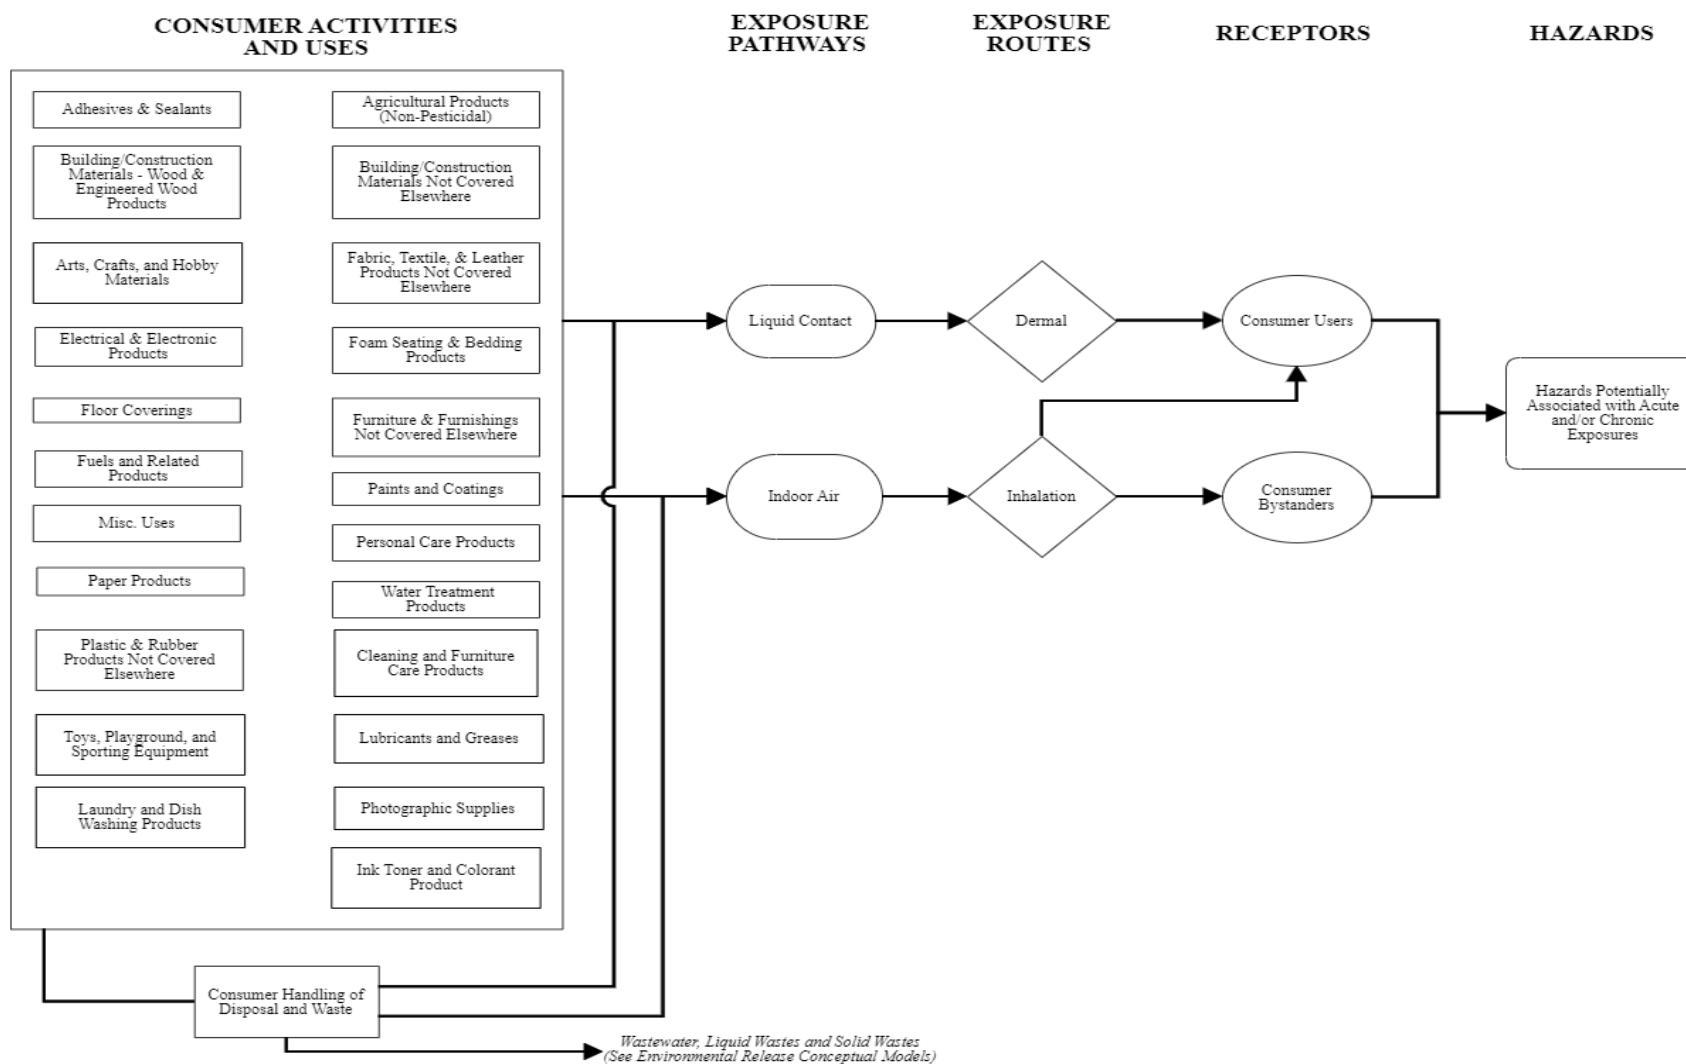 CONSUMER ACTIVITIES
AND USES
EXPOSURE
PATHWAYS
EXPOSURE
ROUTES
RECEPTORS
HAZARDS
Adhesives & Sealants
Building/Construction
Materials - Wood &
Engineered Wood
Products
Arts, Crafts, and Hobby
Materials
Electrical & Electronic
Products
Floor Coverings
Fuels and Related
Products
Misc. Uses
Paper Products
Plastic & Rubber
Products Not Covered
Elsewhere
Toys, Playground, and
Sporting Equipment
Laundry and Dish
Washing Products
Agricultural Products
(Non-Pesticidal)
Building/Construction
Materials Not Covered
Elsewhere
Fabric, Textile, & Leather
Products Not Covered
Elsewhere
Foam Seating & Bedding
Products
Furniture & Furnishings
Not Covered Elsewhere
Paints and Coatings
Personal Care Products
Water Treatment
Products
Cleaning and Furniture
Care Products
Lubricants and Greases
Photographic Supplies
Ink Toner and Colorant
Product
Liquid Contact
Indoor Air
Dermal
Inhalation
Consumer Users
Consumer
Bystanders
Hazards Potentially
Associated with Acute
and/or Chronic
Exposures
Consumer Handling of
Disposal and Waste
Wastewater, Liquid Wastes and Solid Wastes
(See Environmental Release Conceptual Models)